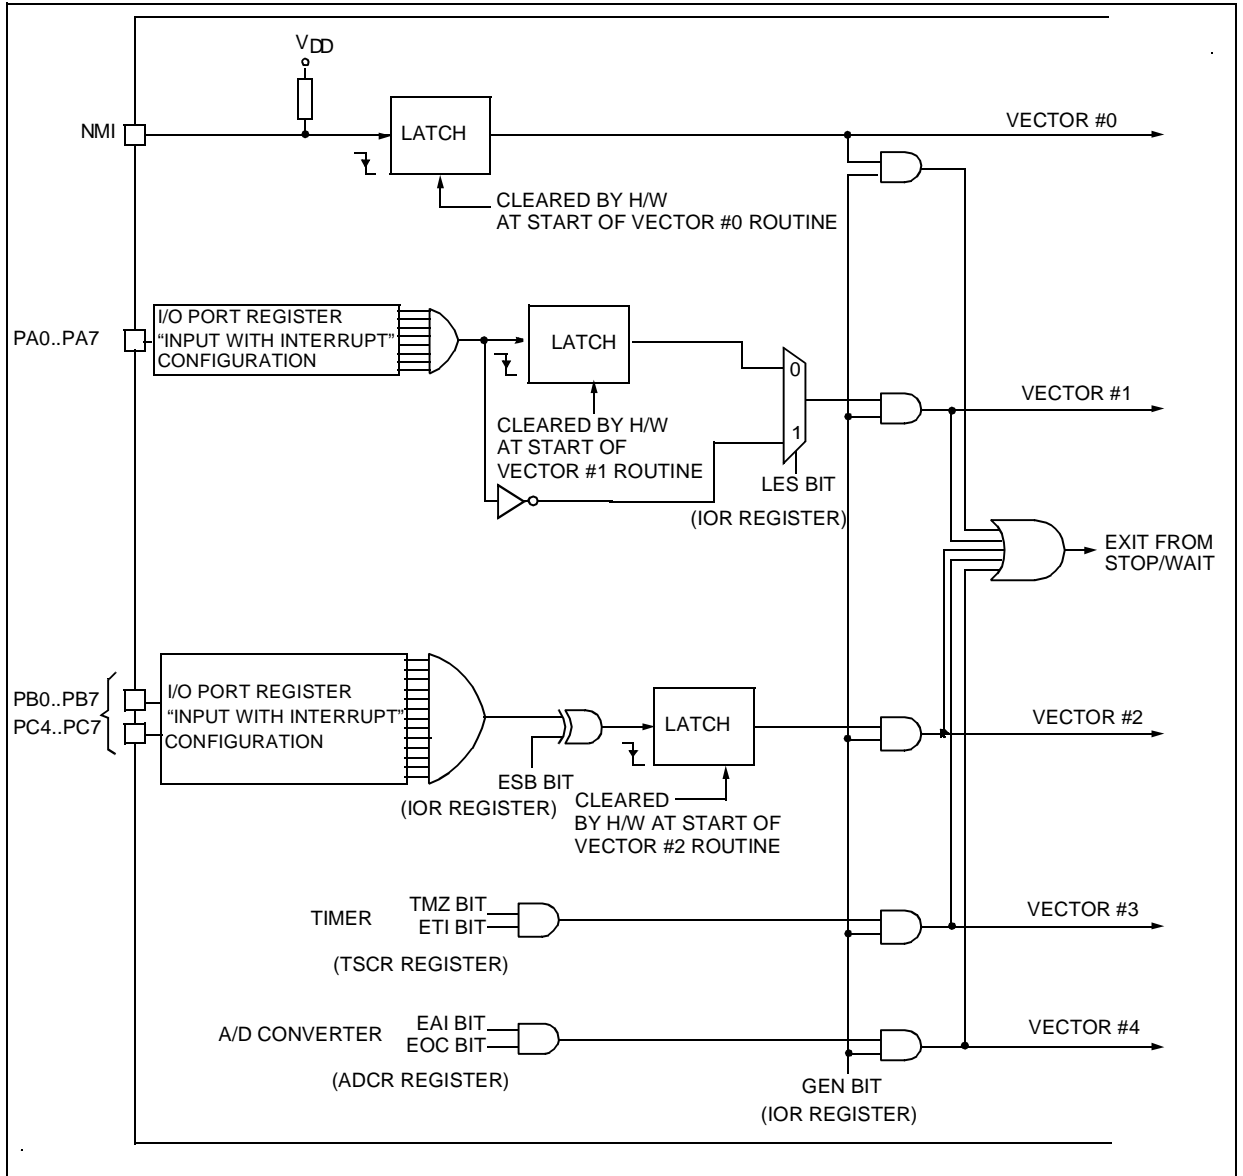 VDD
NMI
LATCH
VECTOR #0
CLEARED BY H/W
AT START OF VECTOR #0 ROUTINE
PA0..PA7
I/O PORT REGISTER
“INPUT WITH INTERRUPT”
CONFIGURATION
LATCH
0
1
VECTOR #1
CLEARED BY H/W
AT START OF
VECTOR #1 ROUTINE
LES BIT
(IOR REGISTER)
EXIT FROM
STOP/WAIT
PB0..PB7
PC4..PC7
I/O PORT REGISTER
“INPUT WITH INTERRUPT”
CONFIGURATION
LATCH
VECTOR #2
ESB BIT
(IOR REGISTER)
CLEARED
BY H/W AT START OF
VECTOR #2 ROUTINE
TIMER
TMZ BIT
ETI BIT
(TSCR REGISTER)
VECTOR #3
A/D CONVERTER
EAI BIT
EOC BIT
(ADCR REGISTER)
VECTOR #4
GEN BIT
(IOR REGISTER)